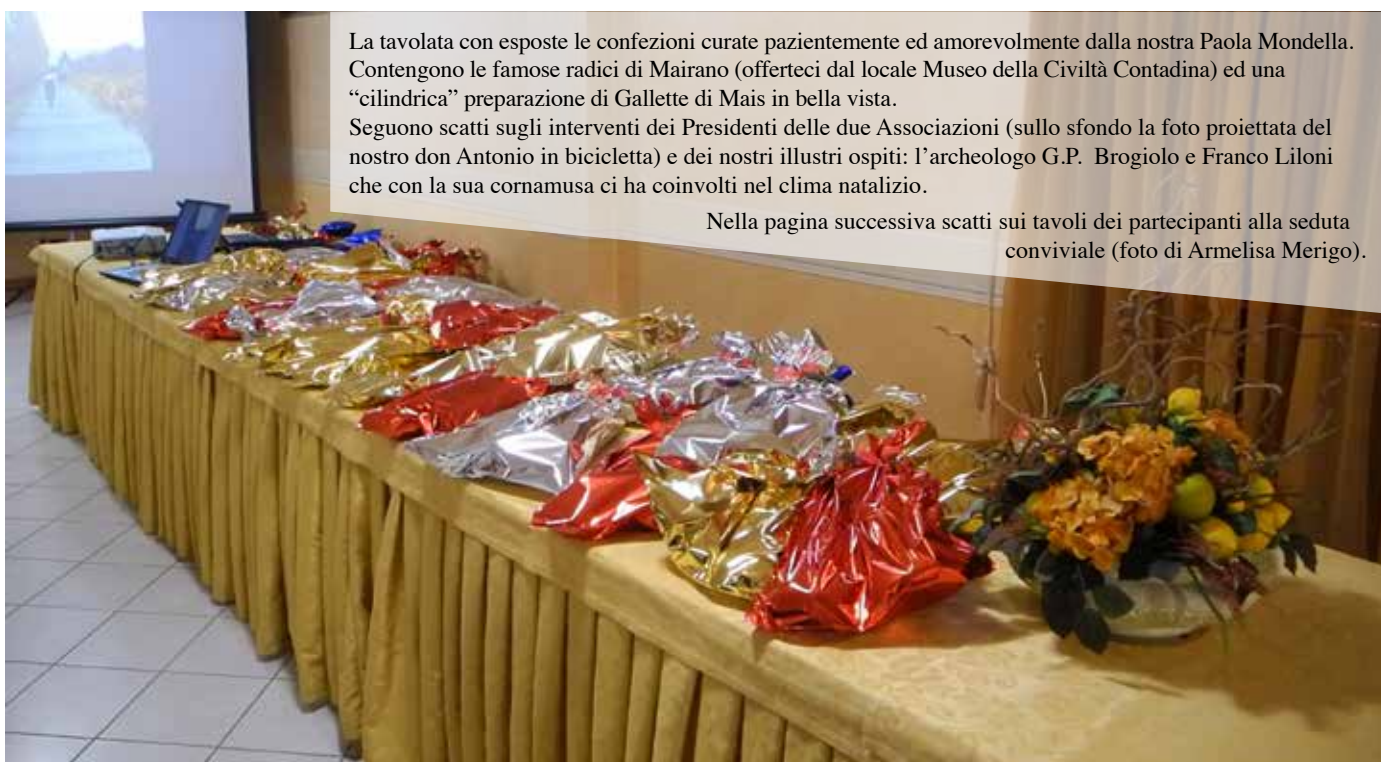 La tavolata con esposte le confezioni curate pazientemente ed amorevolmente dalla nostra Paola Mondella.
Contengono le famose radici di Mairano (offerteci dal locale Museo della Civiltà Contadina) ed una
“cilindrica” preparazione di Gallette di Mais in bella vista.
Seguono scatti sugli interventi dei Presidenti delle due Associazioni (sullo sfondo la foto proiettata del
nostro don Antonio in bicicletta) e dei nostri illustri ospiti: l’archeologo G.P. Brogiolo e Franco Liloni
che con la sua cornamusa ci ha coinvolti nel clima natalizio.
Nella pagina successiva scatti sui tavoli dei partecipanti alla seduta
conviviale (foto di Armelisa Merigo).